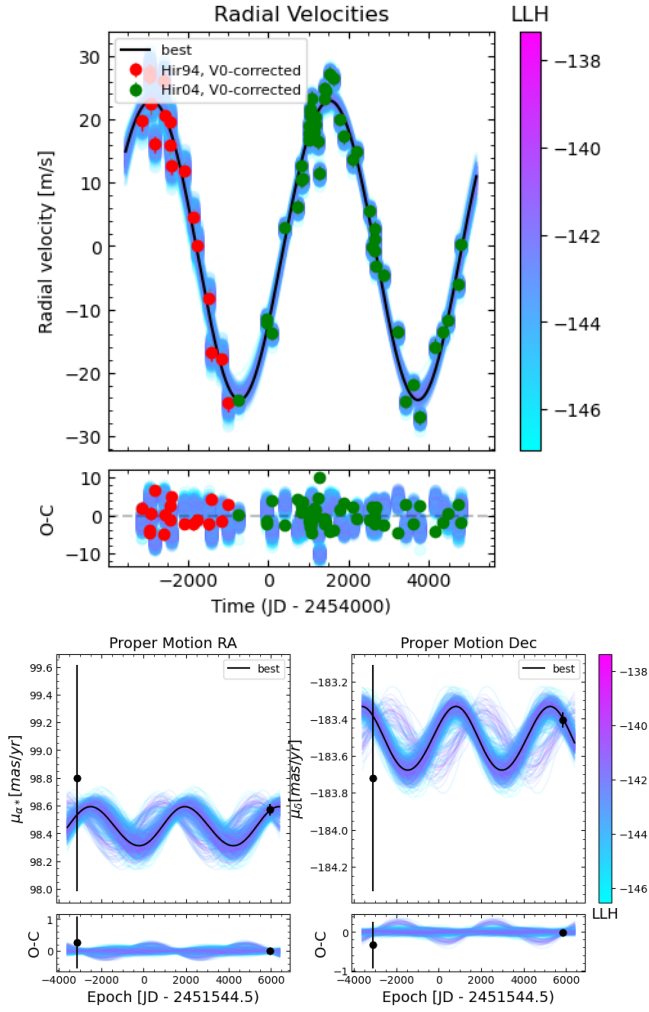 Radial Velocities
LLH
best
Hir94, V0-corrected
Hir04, V0-corrected
30
20
10
0
−10
−20
−30
Radial velocity [m/s]
−138
−140
−142
−144
−146
10
0
−10
O-C
−2000 0 2000 4000
Time (JD - 2454000)
Proper Motion RA
best
99.6
99.4
99.2
99.0
98.8
98.6
98.4
98.2
98.0
μα*[mas/yr]
1
0
O-C
−4000 −2000 0 2000 4000 6000
Epoch [JD - 2451544.5)
Proper Motion Dec
best
−183.2
−183.4
−183.6
−183.8
−184.0
−184.2
μδ[mas/yr]
0
−1
O-C
−4000 −2000 0 2000 4000 6000
Epoch [JD - 2451544.5)
−138
−140
−142
−144
−146
LLH